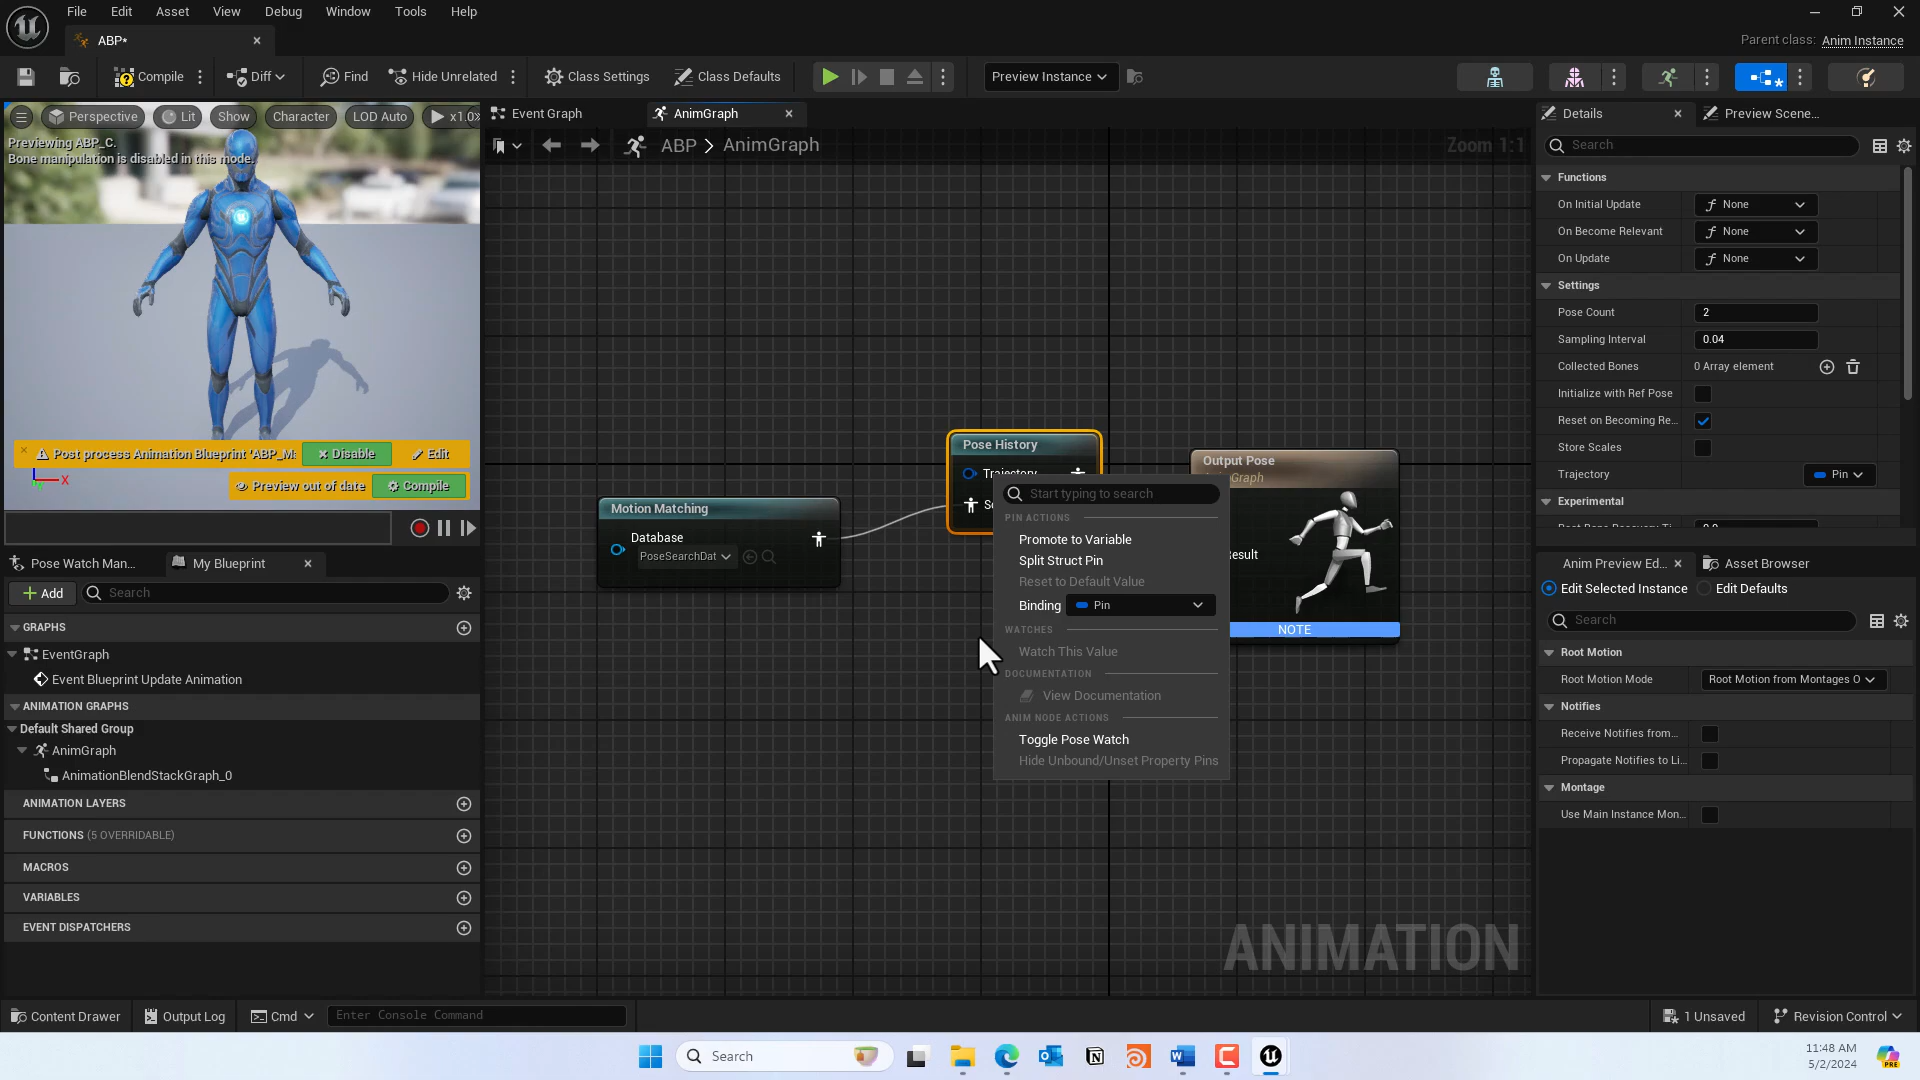 File Edit Asset View Debug Window Tools Help
ABP*
Parent class: Anim Instance
Compile Diff Find Hide Unrelated Class Settings Class Defaults Preview Instance
Perspective Lit Show Character LOD Auto x1.0
Previewing ABP_C.
Bone manipulation is disabled in this mode.
Post process Animation Blueprint 'ABP_M Disable Edit
X
Preview out of date Compile
Pose Watch Man... My Blueprint
Add Search
GRAPHS
EventGraph
Event Blueprint Update Animation
ANIMATION GRAPHS
Default Shared Group
AnimGraph
AnimationBlendStackGraph_0
ANIMATION LAYERS
FUNCTIONS (5 OVERRIDABLE)
MACROS
VARIABLES
EVENT DISPATCHERS
Event Graph AnimGraph
ABP > AnimGraph
Zoom 1:1
Motion Matching
Database
PoseSearchDat
Pose History
Trajectory
Output Pose
Graph
Result
NOTE
Start typing to search
PIN ACTIONS
Promote to Variable
Split Struct Pin
Reset to Default Value
Binding Pin
WATCHES
Watch This Value
DOCUMENTATION
View Documentation
ANIM NODE ACTIONS
Toggle Pose Watch
Hide Unbound/Unset Property Pins
ANIMATION
Details Preview Scene...
Search
Functions
On Initial Update None
On Become Relevant None
On Update None
Settings
Pose Count 2
Sampling Interval 0.04
Collected Bones 0 Array element
Initialize with Ref Pose
Reset on Becoming Re...
Store Scales
Trajectory Pin
Experimental
Anim Preview Ed... Asset Browser
Edit Selected Instance Edit Defaults
Search
Root Motion
Root Motion Mode Root Motion from Montages O
Notifies
Receive Notifies from...
Propagate Notifies to Li...
Montage
Use Main Instance Mon...
Content Drawer Output Log Cmd Enter Console Command 1 Unsaved Revision Control
Search
11:48 AM
5/2/2024